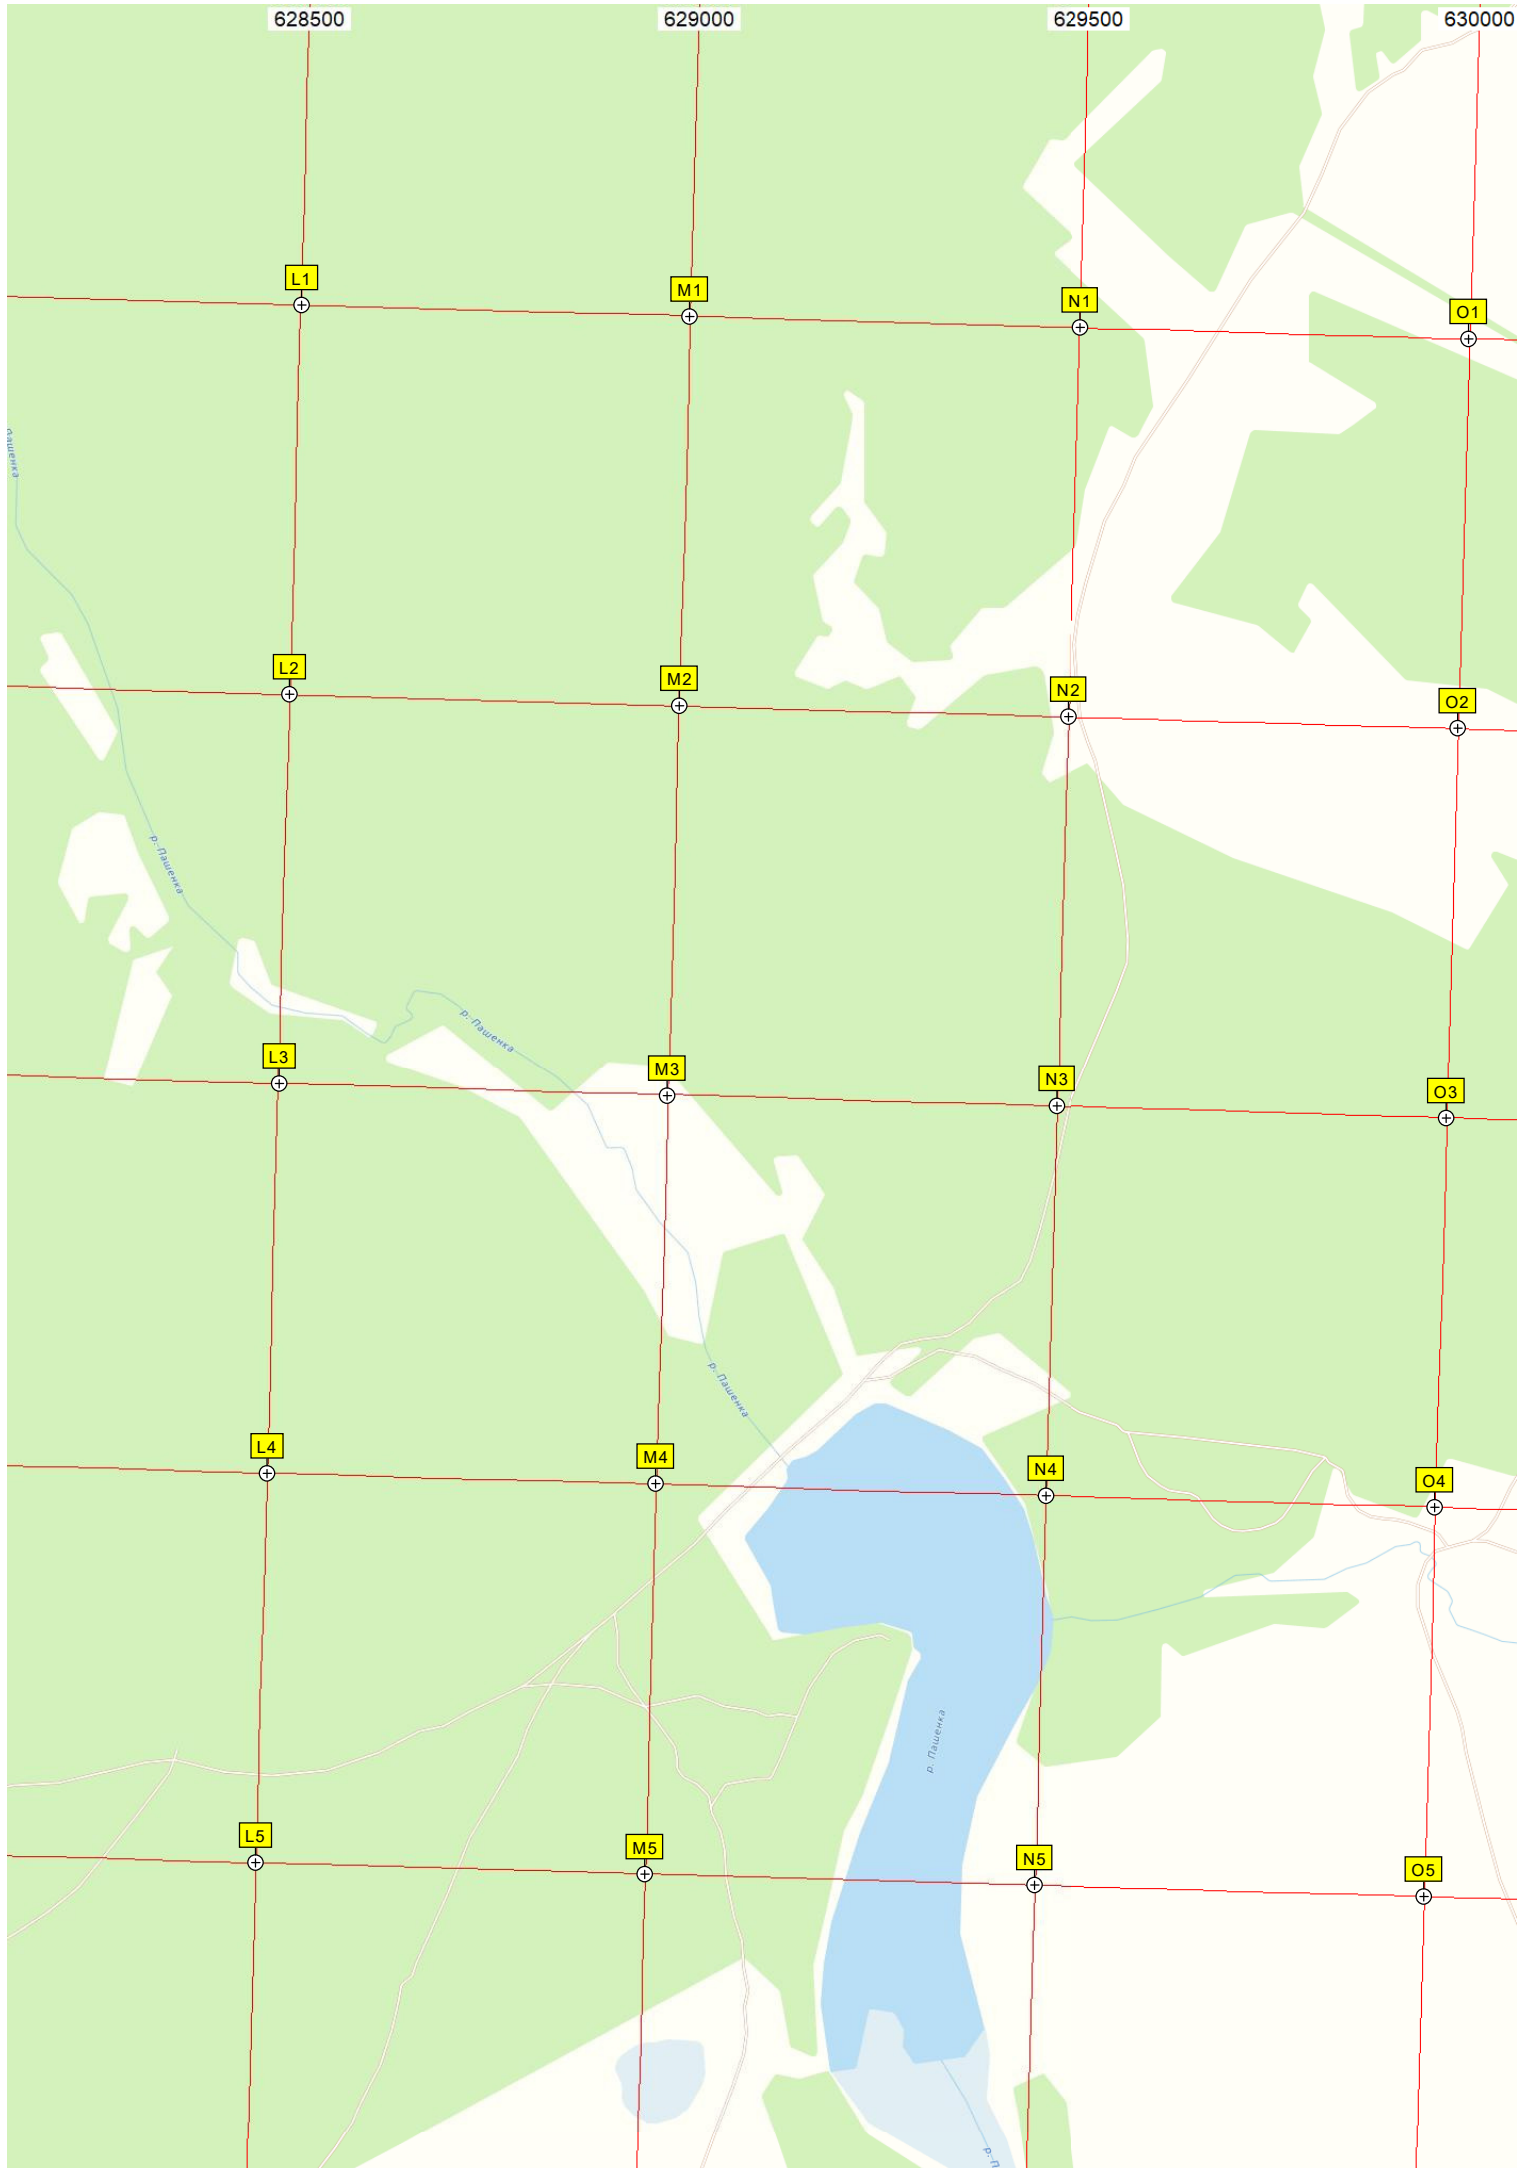 628500 629000 629500 630000
L1 M1 N1 O1
Пашенка
L2 M2 N2 O2
р. Пашенка
р. Пашенка
L3 M3 N3 O3
р. Пашенка
L4 M4 N4 O4
р. Пашенка
L5 M5 N5 O5
р. П